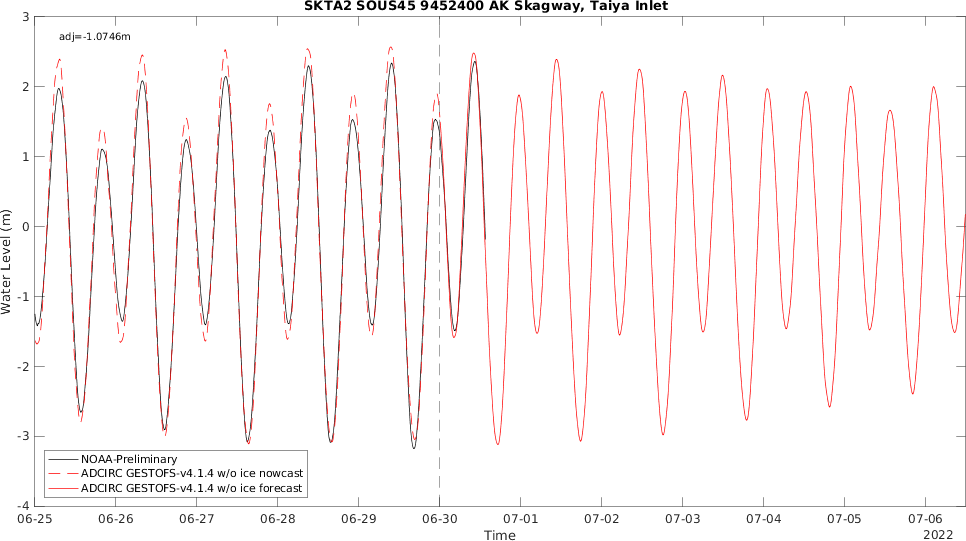 SKTA2 SOUS45 9452400 AK Skagway, Taiya Inlet
adj=-1.0746m
3
2
1
0
-1
-2
-3
-4
Water Level (m)
NOAA-Preliminary
ADCIRC GESTOFS-v4.1.4 w/o ice nowcast
ADCIRC GESTOFS-v4.1.4 w/o ice forecast
06-25 06-26 06-27 06-28 06-29 06-30 07-01 07-02 07-03 07-04 07-05 07-06
Time
2022